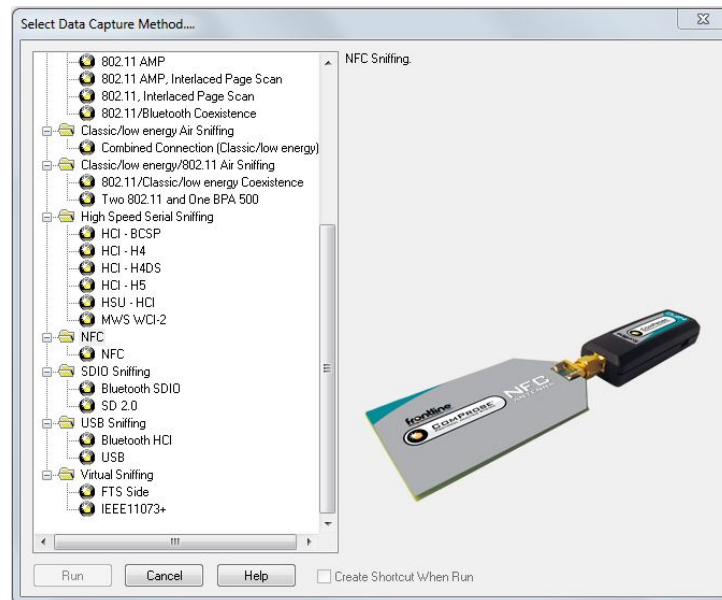 Select Data Capture Method....
802.11 AMP
802.11 AMP, Interlaced Page Scan
802.11, Interlaced Page Scan
802.11/Bluetooth Coexistence
Classic/low energy Air Sniffing
Combined Connection (Classic/low energy)
Classic/low energy/802.11 Air Sniffing
802.11/Classic/low energy Coexistence
Two 802.11 and One BPA 500
High Speed Serial Sniffing
HCI - BCSP
HCI - H4
HCI - H4DS
HCI - H5
HSU - HCI
MWS WCI-2
NFC
NFC
SDIO Sniffing
Bluetooth SDIO
SD 2.0
USB Sniffing
Bluetooth HCI
USB
Virtual Sniffing
FTS Side
IEEE11073+
NFC Sniffing.
frontline
COMPROBE
NFC
COMPROBE
Run
Cancel
Help
Create Shortcut When Run